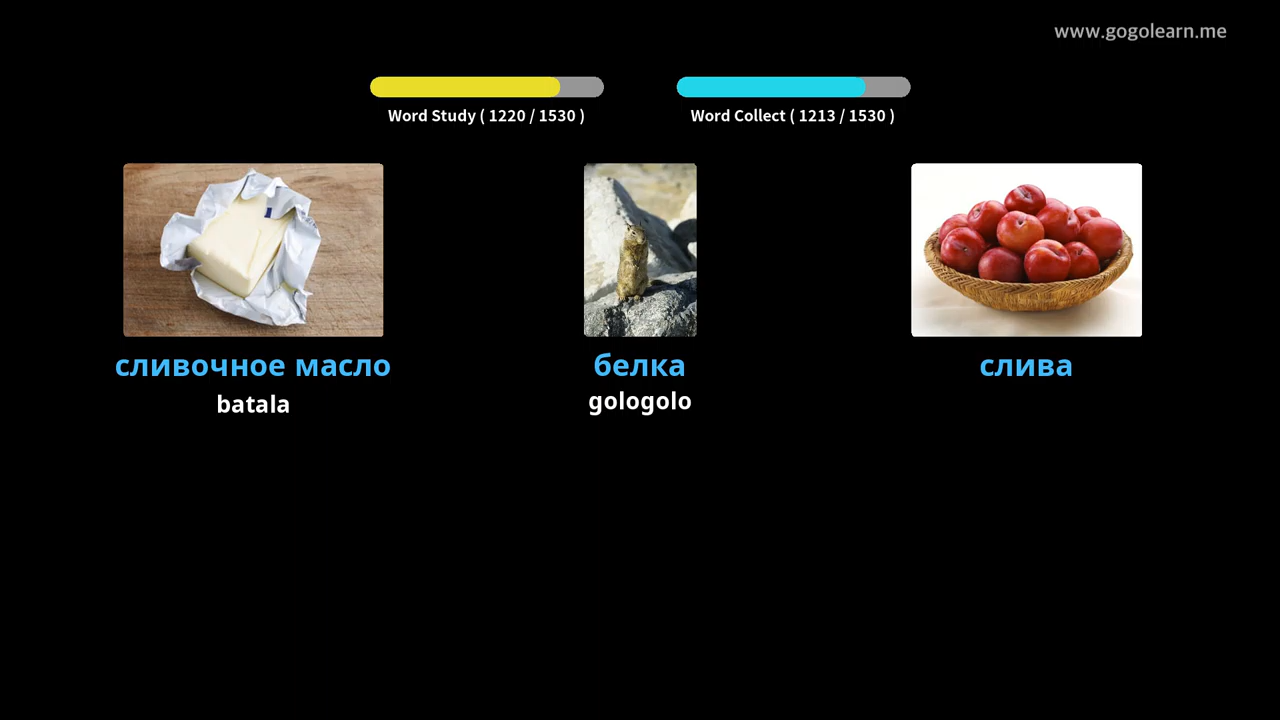 www.gogolearn.me
Word Study ( 1220 / 1530 )
Word Collect ( 1213 / 1530 )
сливочное масло
batala
белка
gologolo
слива